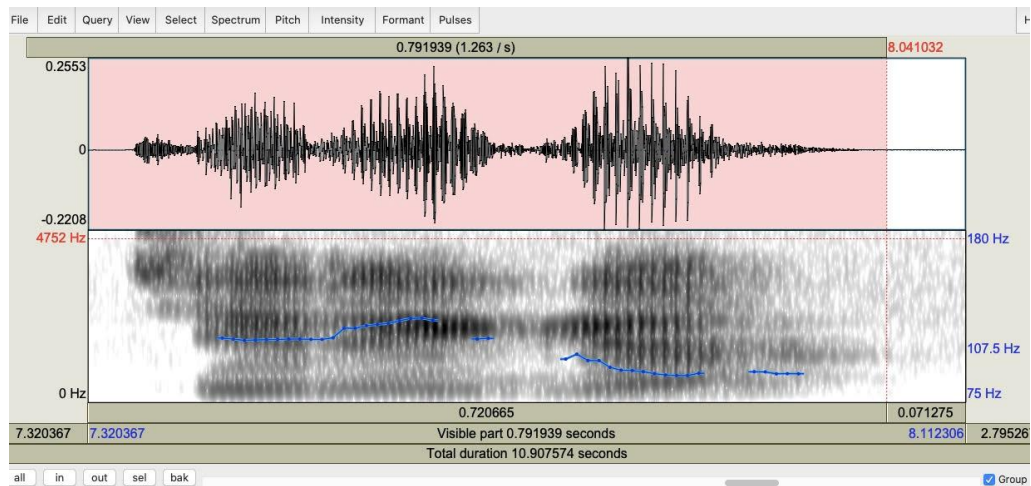 File Edit Query View Select Spectrum Pitch Intensity Formant Pulses H
0.791939 (1.263 / s) 8.041032
0.2553
0
-0.2208
4752 Hz 180 Hz
107.5 Hz
0 Hz 75 Hz
0.720665 0.071275
7.320367 7.320367 Visible part 0.791939 seconds 8.112306 2.795267
Total duration 10.907574 seconds
all in out sel bak Group